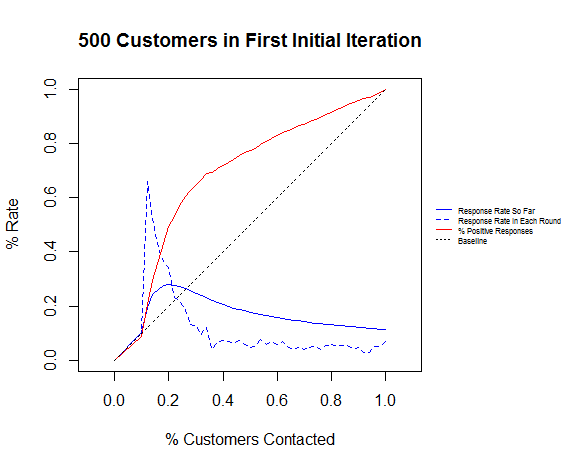 500 Customers in First Initial Iteration
% Rate
1.0
0.8
0.6
0.4
0.2
0.0
0.0 0.2 0.4 0.6 0.8 1.0
% Customers Contacted
Response Rate So Far
Response Rate In Each Round
% Positive Responses
Baseline